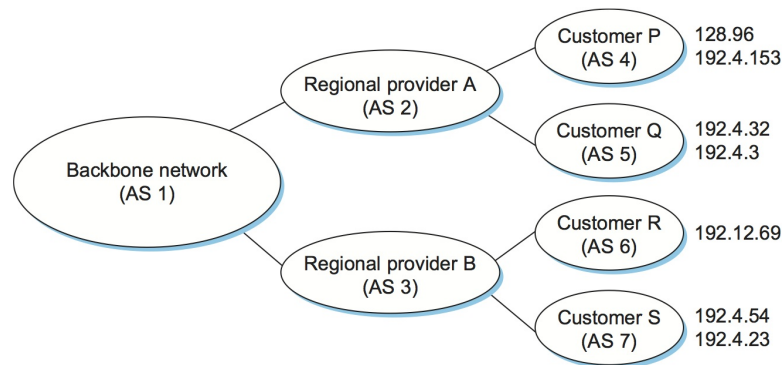 Backbone network
(AS 1)
Regional provider A
(AS 2)
Regional provider B
(AS 3)
Customer P
(AS 4)
128.96
192.4.153
Customer Q
(AS 5)
192.4.32
192.4.3
Customer R
(AS 6)
192.12.69
Customer S
(AS 7)
192.4.54
192.4.23